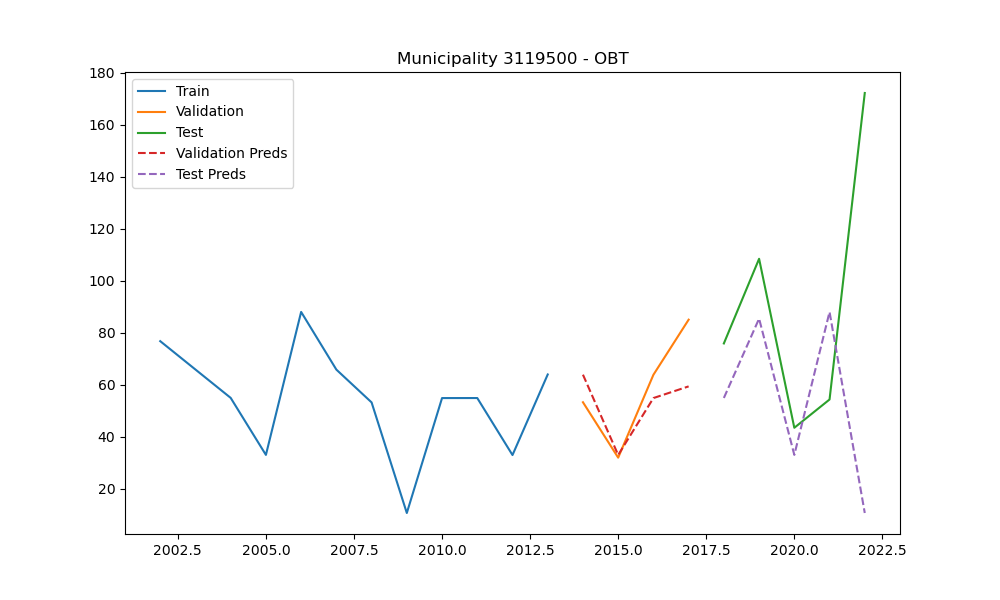 Municipality 3119500 - OBT
180
160
140
120
100
80
60
40
20
Train
Validation
Test
Validation Preds
Test Preds
2002.5 2005.0 2007.5 2010.0 2012.5 2015.0 2017.5 2020.0 2022.5